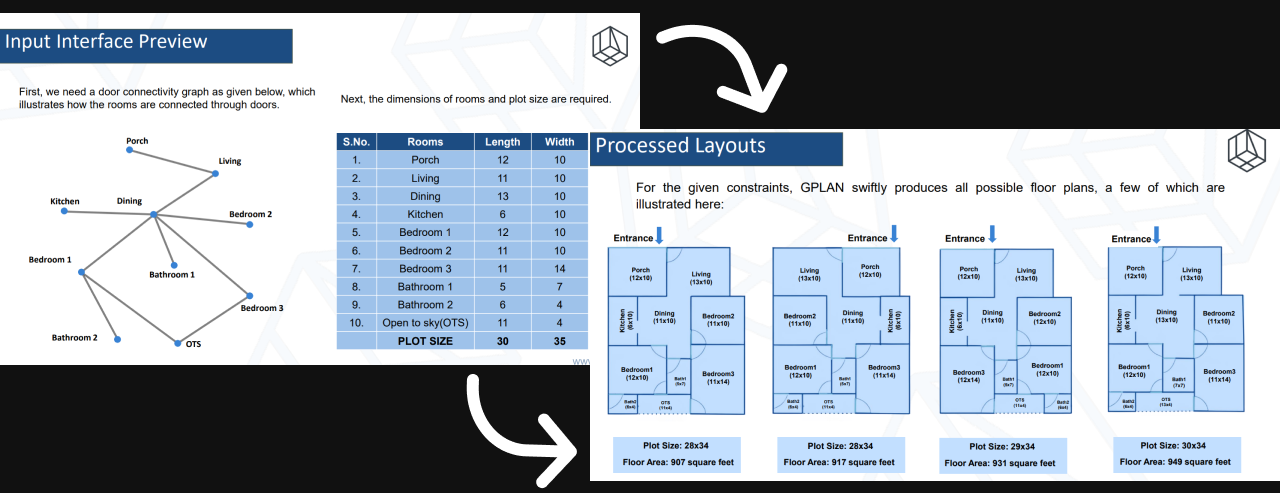 Input Interface Preview
First, we need a door connectivity graph as given below, which
illustrates how the rooms are connected through doors.
Next, the dimensions of rooms and plot size are required.
Porch
Living
Kitchen
Dining
Bedroom 2
Bedroom 1
Bathroom 1
Bedroom 3
Bathroom 2
OTS
S.No. Rooms Length Width
1. Porch 12 10
2. Living 11 10
3. Dining 13 10
4. Kitchen 6 10
5. Bedroom 1 12 10
6. Bedroom 2 11 10
7. Bedroom 3 11 14
8. Bathroom 1 5 7
9. Bathroom 2 6 4
10. Open to sky(OTS) 11 4
PLOT SIZE 30 35
Processed Layouts
For the given constraints, GPLAN swiftly produces all possible floor plans, a few of which are
illustrated here:
Entrance
Porch
(12x10)
Living
(13x10)
Kitchen
(6x10)
Dining
(11x10)
Bedroom2
(11x10)
Bedroom1
(12x10)
Bath1
(5x7)
Bedroom3
(11x14)
Bath2
(6x4)
OTS
(11x4)
Plot Size: 28x34
Floor Area: 907 square feet
Entrance
Living
(13x10)
Porch
(12x10)
Bedroom2
(11x10)
Dining
(11x10)
Kitchen
(6x10)
Bedroom1
(12x10)
Bath1
(5x7)
Bedroom3
(11x14)
Bath2
(6x4)
OTS
(11x4)
Plot Size: 28x34
Floor Area: 917 square feet
Entrance
Porch
(12x10)
Living
(13x10)
Kitchen
(6x10)
Dining
(11x10)
Bedroom2
(12x10)
Bedroom3
(12x14)
Bath1
Bedroom1
(11x10)
OTS
(11x4)
Bath2
(6x4)
Plot Size: 29x34
Floor Area: 931 square feet
Entrance
Porch
(12x10)
Living
(13x10)
Kitchen
(6x10)
Dining
(13x10)
Bedroom2
(11x10)
Bedroom1
(12x10)
Bath1
(7x7)
Bedroom3
(11x14)
Bath2
(6x4)
OTS
(13x4)
Plot Size: 30x34
Floor Area: 949 square feet